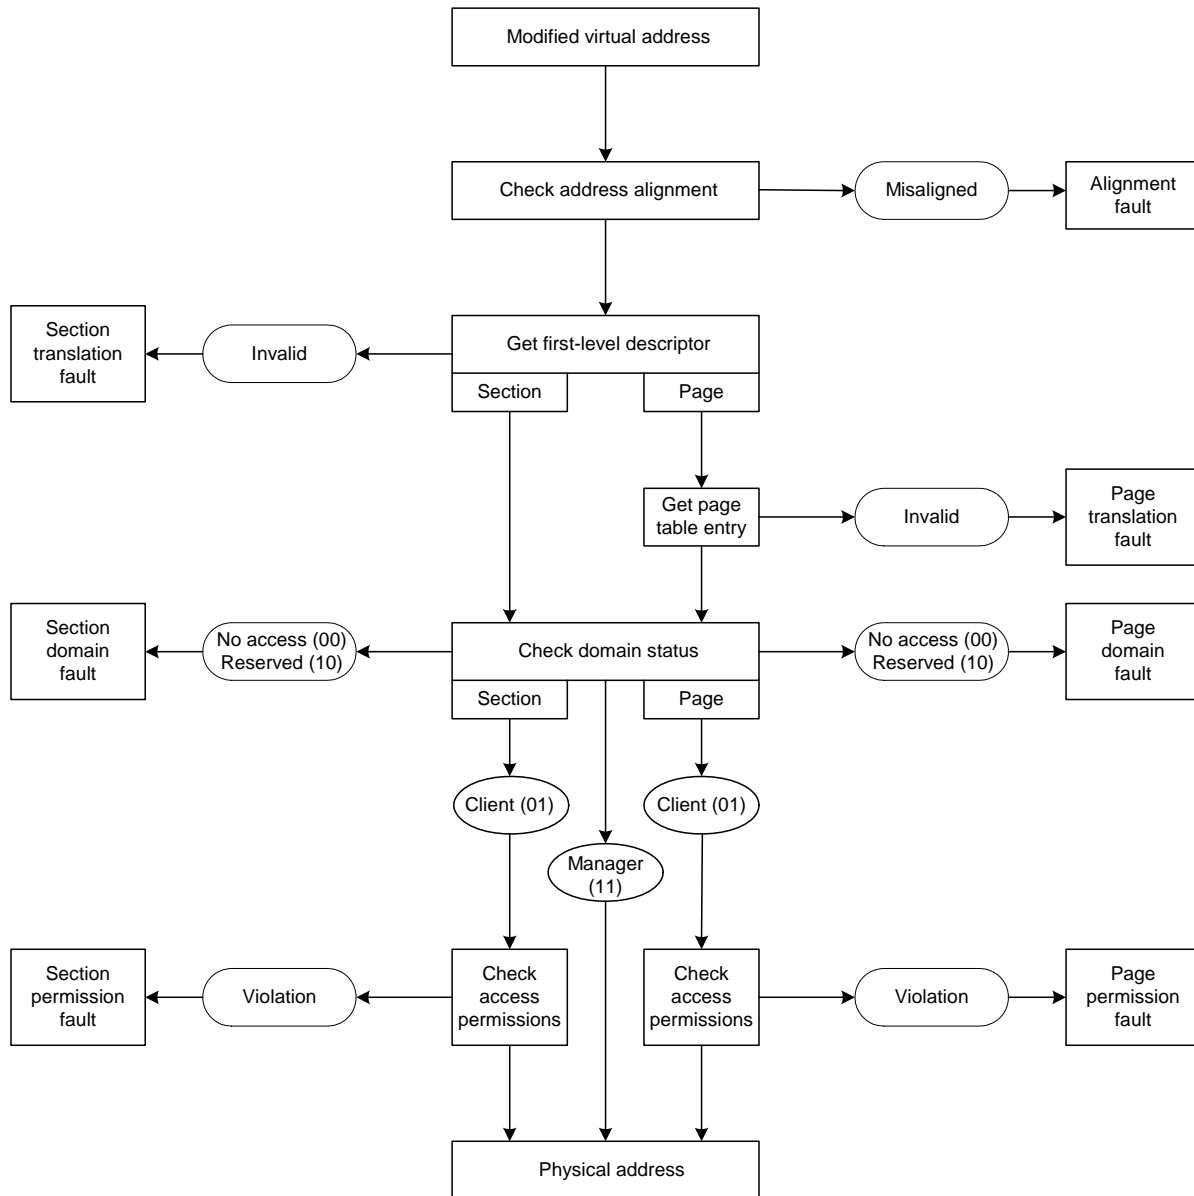 Modified virtual address
Check address alignment
Misaligned
Alignment
fault
Section
translation
fault
Invalid
Get first-level descriptor
Section
Page
Get page
table entry
Invalid
Page
translation
fault
Section
domain
fault
No access (00)
Reserved (10)
Check domain status
No access (00)
Reserved (10)
Page
domain
fault
Section
Page
Client (01)
Client (01)
Manager
(11)
Section
permission
fault
Violation
Check
access
permissions
Check
access
permissions
Violation
Page
permission
fault
Physical address